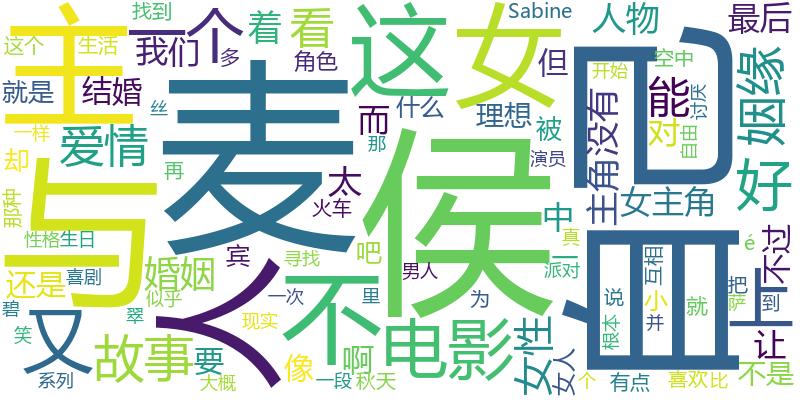 找到
一个
着
看
Sabine
人物
最后
这个
生活
我们
多
角色
这
女
但
空中
主
就是
结婚
丝
而
什么
理想
被
开始
能
讨厌
姻缘
一样
爱情
麦
那
侯
演员
没有
主角
对
自由
自己
却
再
太
好
与
那种
火车
中
女主角
性格
生日
宾
吧
一
真
不过
é
还是
喜剧
婚姻
寻找
男人
派对
互相
似乎
人
一次
里
为
说
小
就
把
萨
到
上
碧
翠
现实
不
电影
女性
根本
并
让
笑
又
故事
要
像
啊
系列
大概
一段
秋天
女人
个
有点
喜欢
比
不是